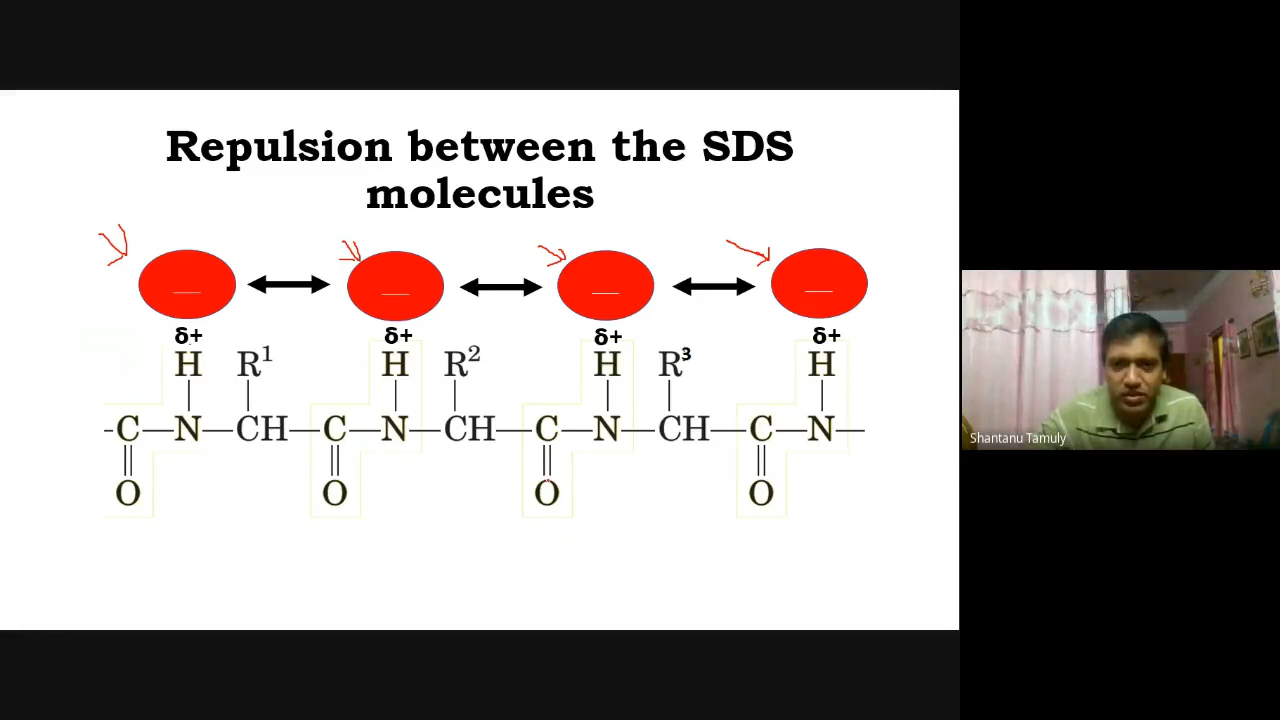 Repulsion between the SDS
molecules
— — — —
δ+ δ+ δ+ δ+
H R¹ H R² H R³ H
-C—N—CH—C—N—CH—C—N—CH—C—N—
O O O O
Shantanu Tamuly